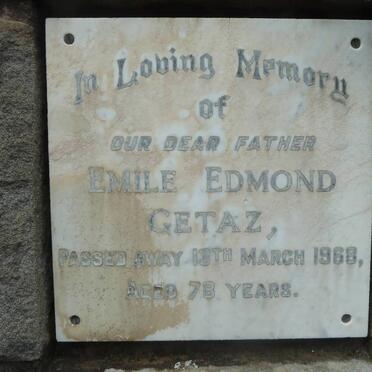 In Loving Memory
of
OUR DEAR FATHER
EMILE EDMOND
GETAZ,
PASSED AWAY 19TH MARCH 1968,
AGED 78 YEARS.